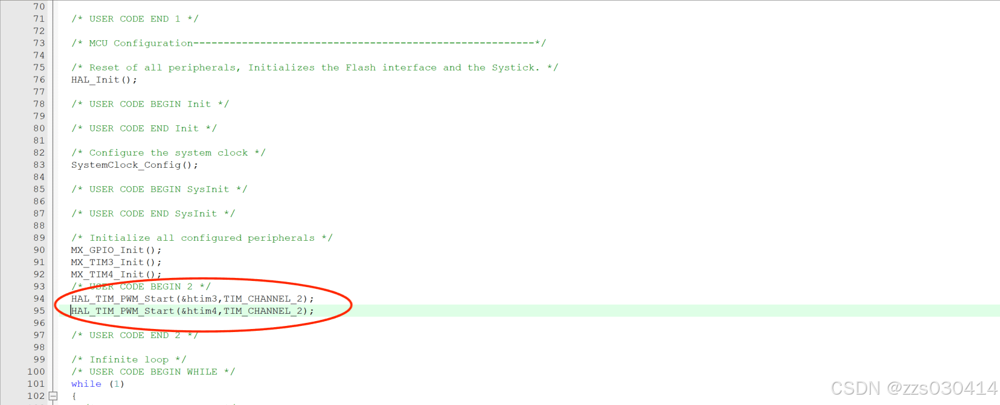 70
71 /* USER CODE END 1 */
72
73 /* MCU Configuration--------------------------------------------------------*/
74
75 /* Reset of all peripherals, Initializes the Flash interface and the Systick. */
76 HAL_Init();
77
78 /* USER CODE BEGIN Init */
79
80 /* USER CODE END Init */
81
82 /* Configure the system clock */
83 SystemClock_Config();
84
85 /* USER CODE BEGIN SysInit */
86
87 /* USER CODE END SysInit */
88
89 /* Initialize all configured peripherals */
90 MX_GPIO_Init();
91 MX_TIM3_Init();
92 MX_TIM4_Init();
93 /* USER CODE BEGIN 2 */
94 HAL_TIM_PWM_Start(&htim3,TIM_CHANNEL_2);
95 HAL_TIM_PWM_Start(&htim4,TIM_CHANNEL_2);
96
97 /* USER CODE END 2 */
98
99 /* Infinite loop */
100 /* USER CODE BEGIN WHILE */
101 while (1)
102 {
CSDN @zzs030414